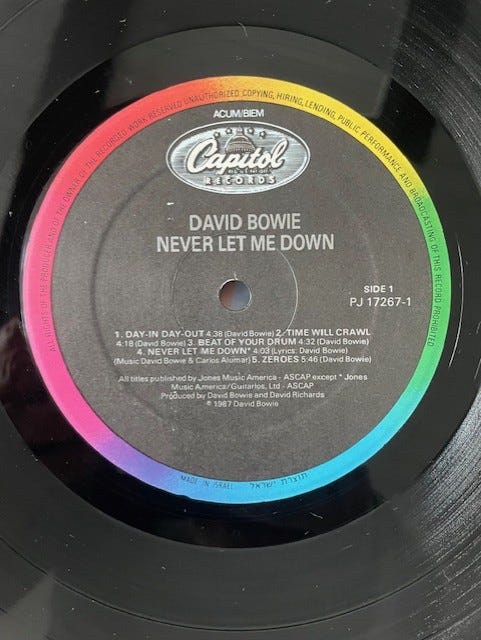 ALL RIGHTS OF THE PRODUCER AND OF THE OWNER OF THE RECORDED WORK RESERVED UNAUTHORIZED COPYING, HIRING, LENDING, PUBLIC PERFORMANCE AND BROADCASTING OF THIS RECORD PROHIBITED
ACUM/BIEM
Capitol
RECORDS
DAVID BOWIE
NEVER LET ME DOWN
SIDE 1
PJ 17267-1
1. DAY-IN DAY-OUT 4:38 (David Bowie) 2. TIME WILL CRAWL
4:18 (David Bowie) 3. BEAT OF YOUR DRUM 4:32 (David Bowie)
4. NEVER LET ME DOWN* 4:03 (Lyrics: David Bowie)
(Music David Bowie & Carlos Alomar) 5. ZEROES 5:46 (David Bowie)
All titles published by Jones Music America - ASCAP except * Jones
Music America/Guitarlos, Ltd - ASCAP
Produced by David Bowie and David Richards
℗ 1987 David Bowie
MADE IN ISRAEL תוצרת ישראל